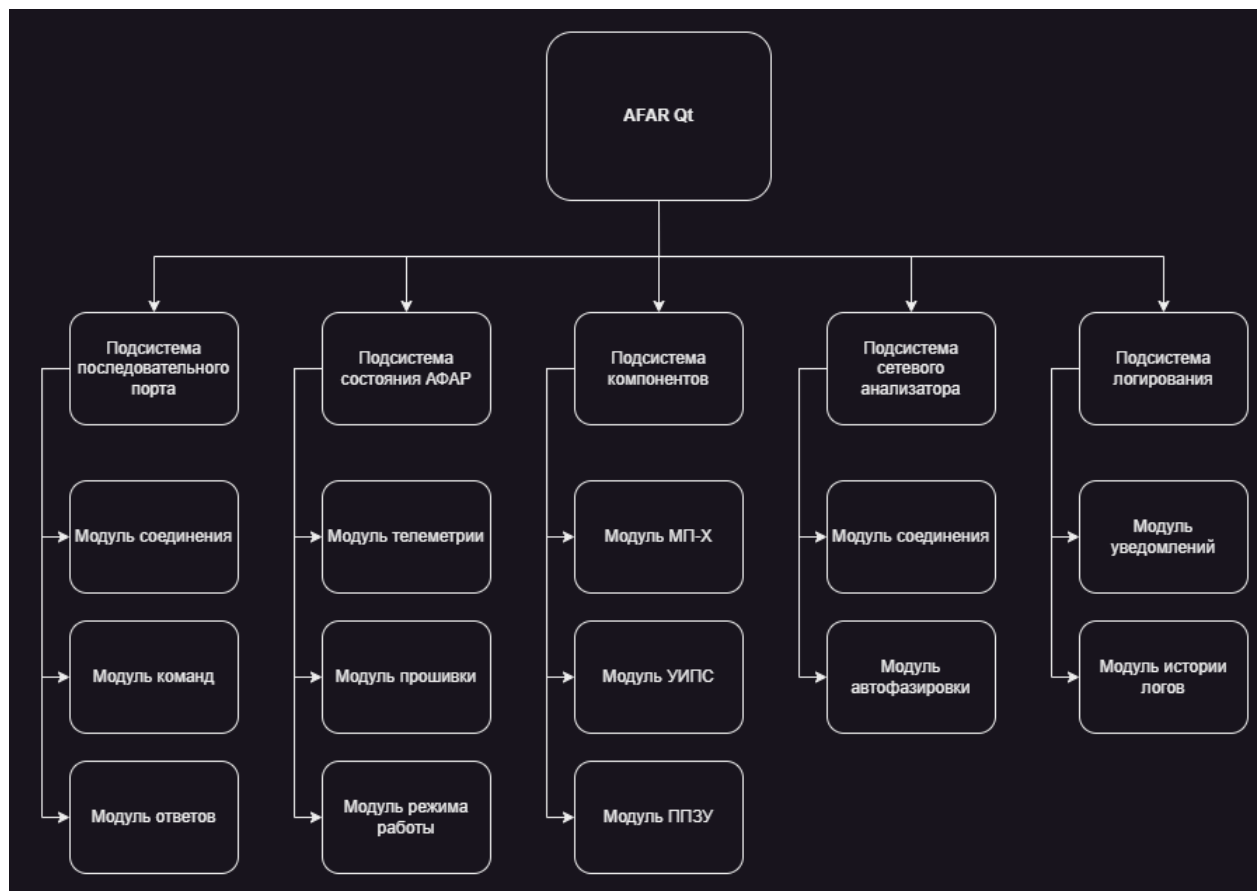 AFAR Qt
Подсистема
последовательного
порта
Подсистема
состояния АФАР
Подсистема
компонентов
Подсистема
сетевого
анализатора
Подсистема
логирования
Модуль соединения
Модуль телеметрии
Модуль МП-Х
Модуль соединения
Модуль
уведомлений
Модуль команд
Модуль прошивки
Модуль УИПС
Модуль
автофазировки
Модуль истории
логов
Модуль ответов
Модуль режима
работы
Модуль ППЗУ